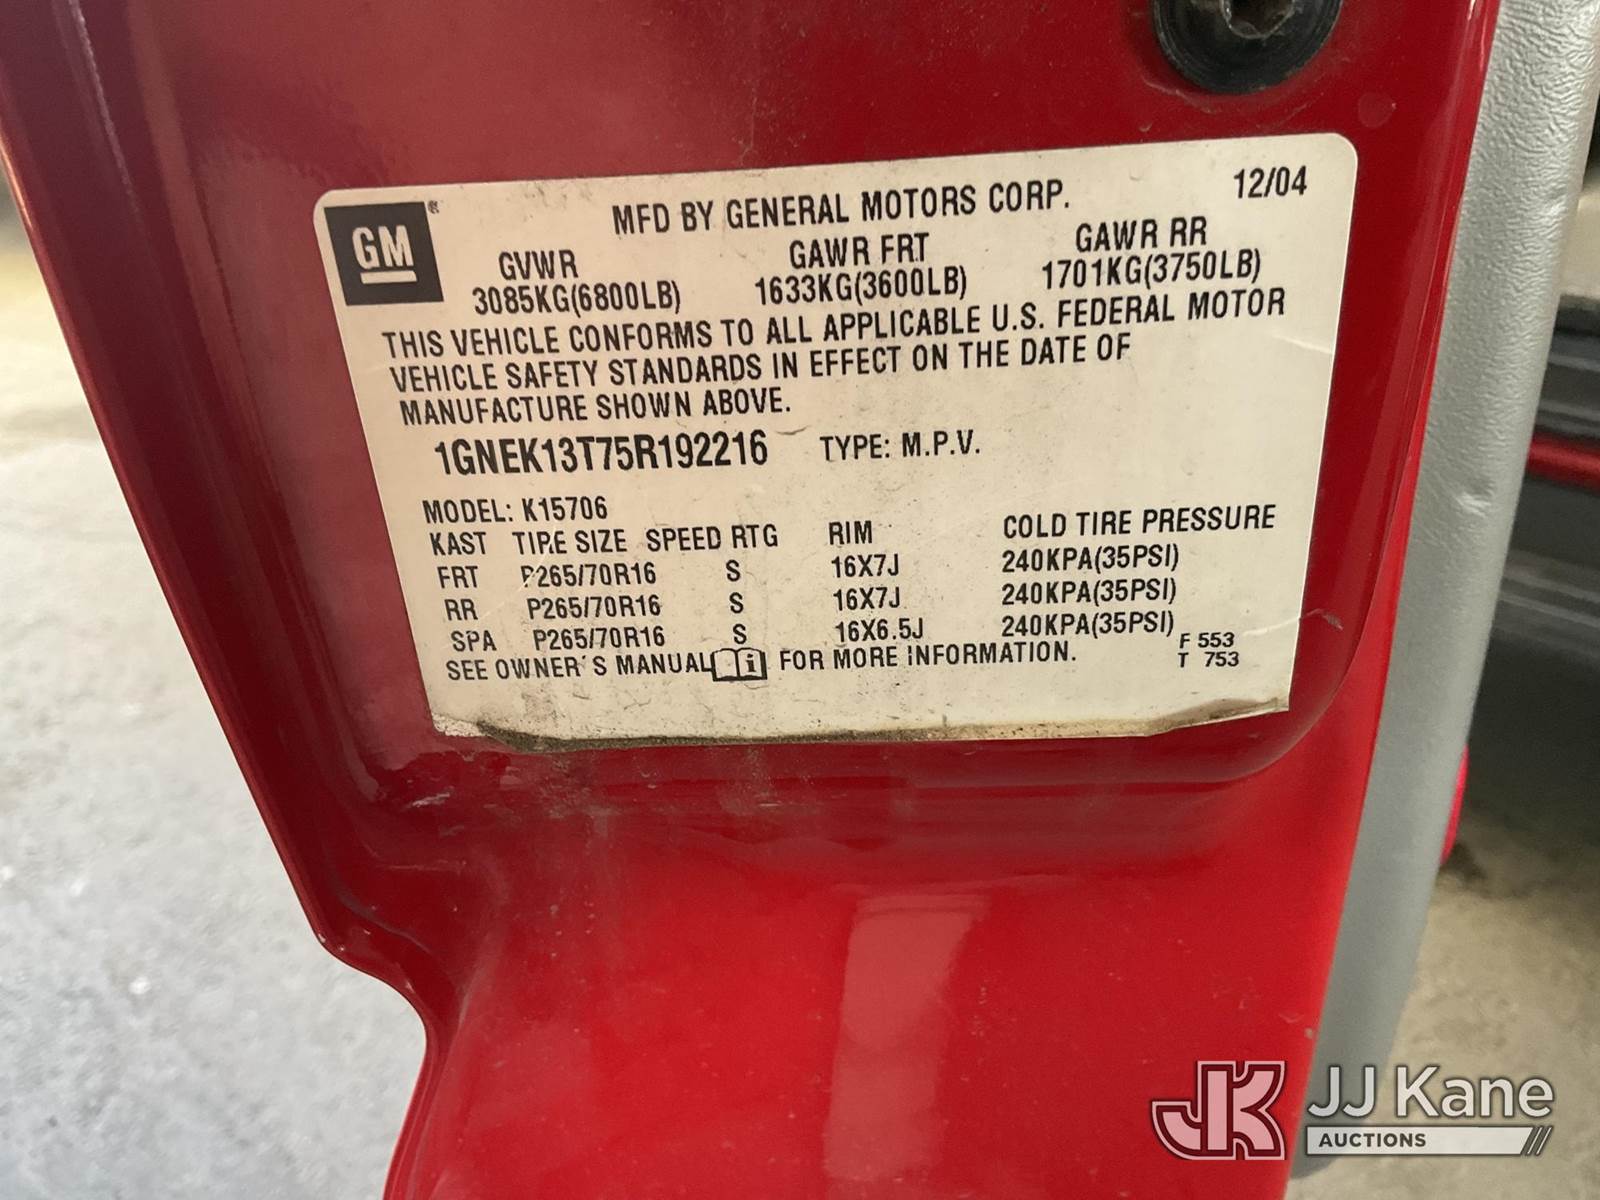 GM®
MFD BY GENERAL MOTORS CORP. 12/04
GVWR GAWR FRT GAWR RR
3085KG(6800LB) 1633KG(3600LB) 1701KG(3750LB)
THIS VEHICLE CONFORMS TO ALL APPLICABLE U.S. FEDERAL MOTOR
VEHICLE SAFETY STANDARDS IN EFFECT ON THE DATE OF
MANUFACTURE SHOWN ABOVE.
1GNEK13T75R192216 TYPE: M.P.V.
MODEL: K15706
KAST TIRE SIZE SPEED RTG RIM COLD TIRE PRESSURE
FRT P265/70R16 S 16X7J 240KPA(35PSI)
RR P265/70R16 S 16X7J 240KPA(35PSI)
SPA P265/70R16 S 16X6.5J 240KPA(35PSI)
SEE OWNER'S MANUAL i FOR MORE INFORMATION.
F 553
T 753
JK JJ Kane
AUCTIONS